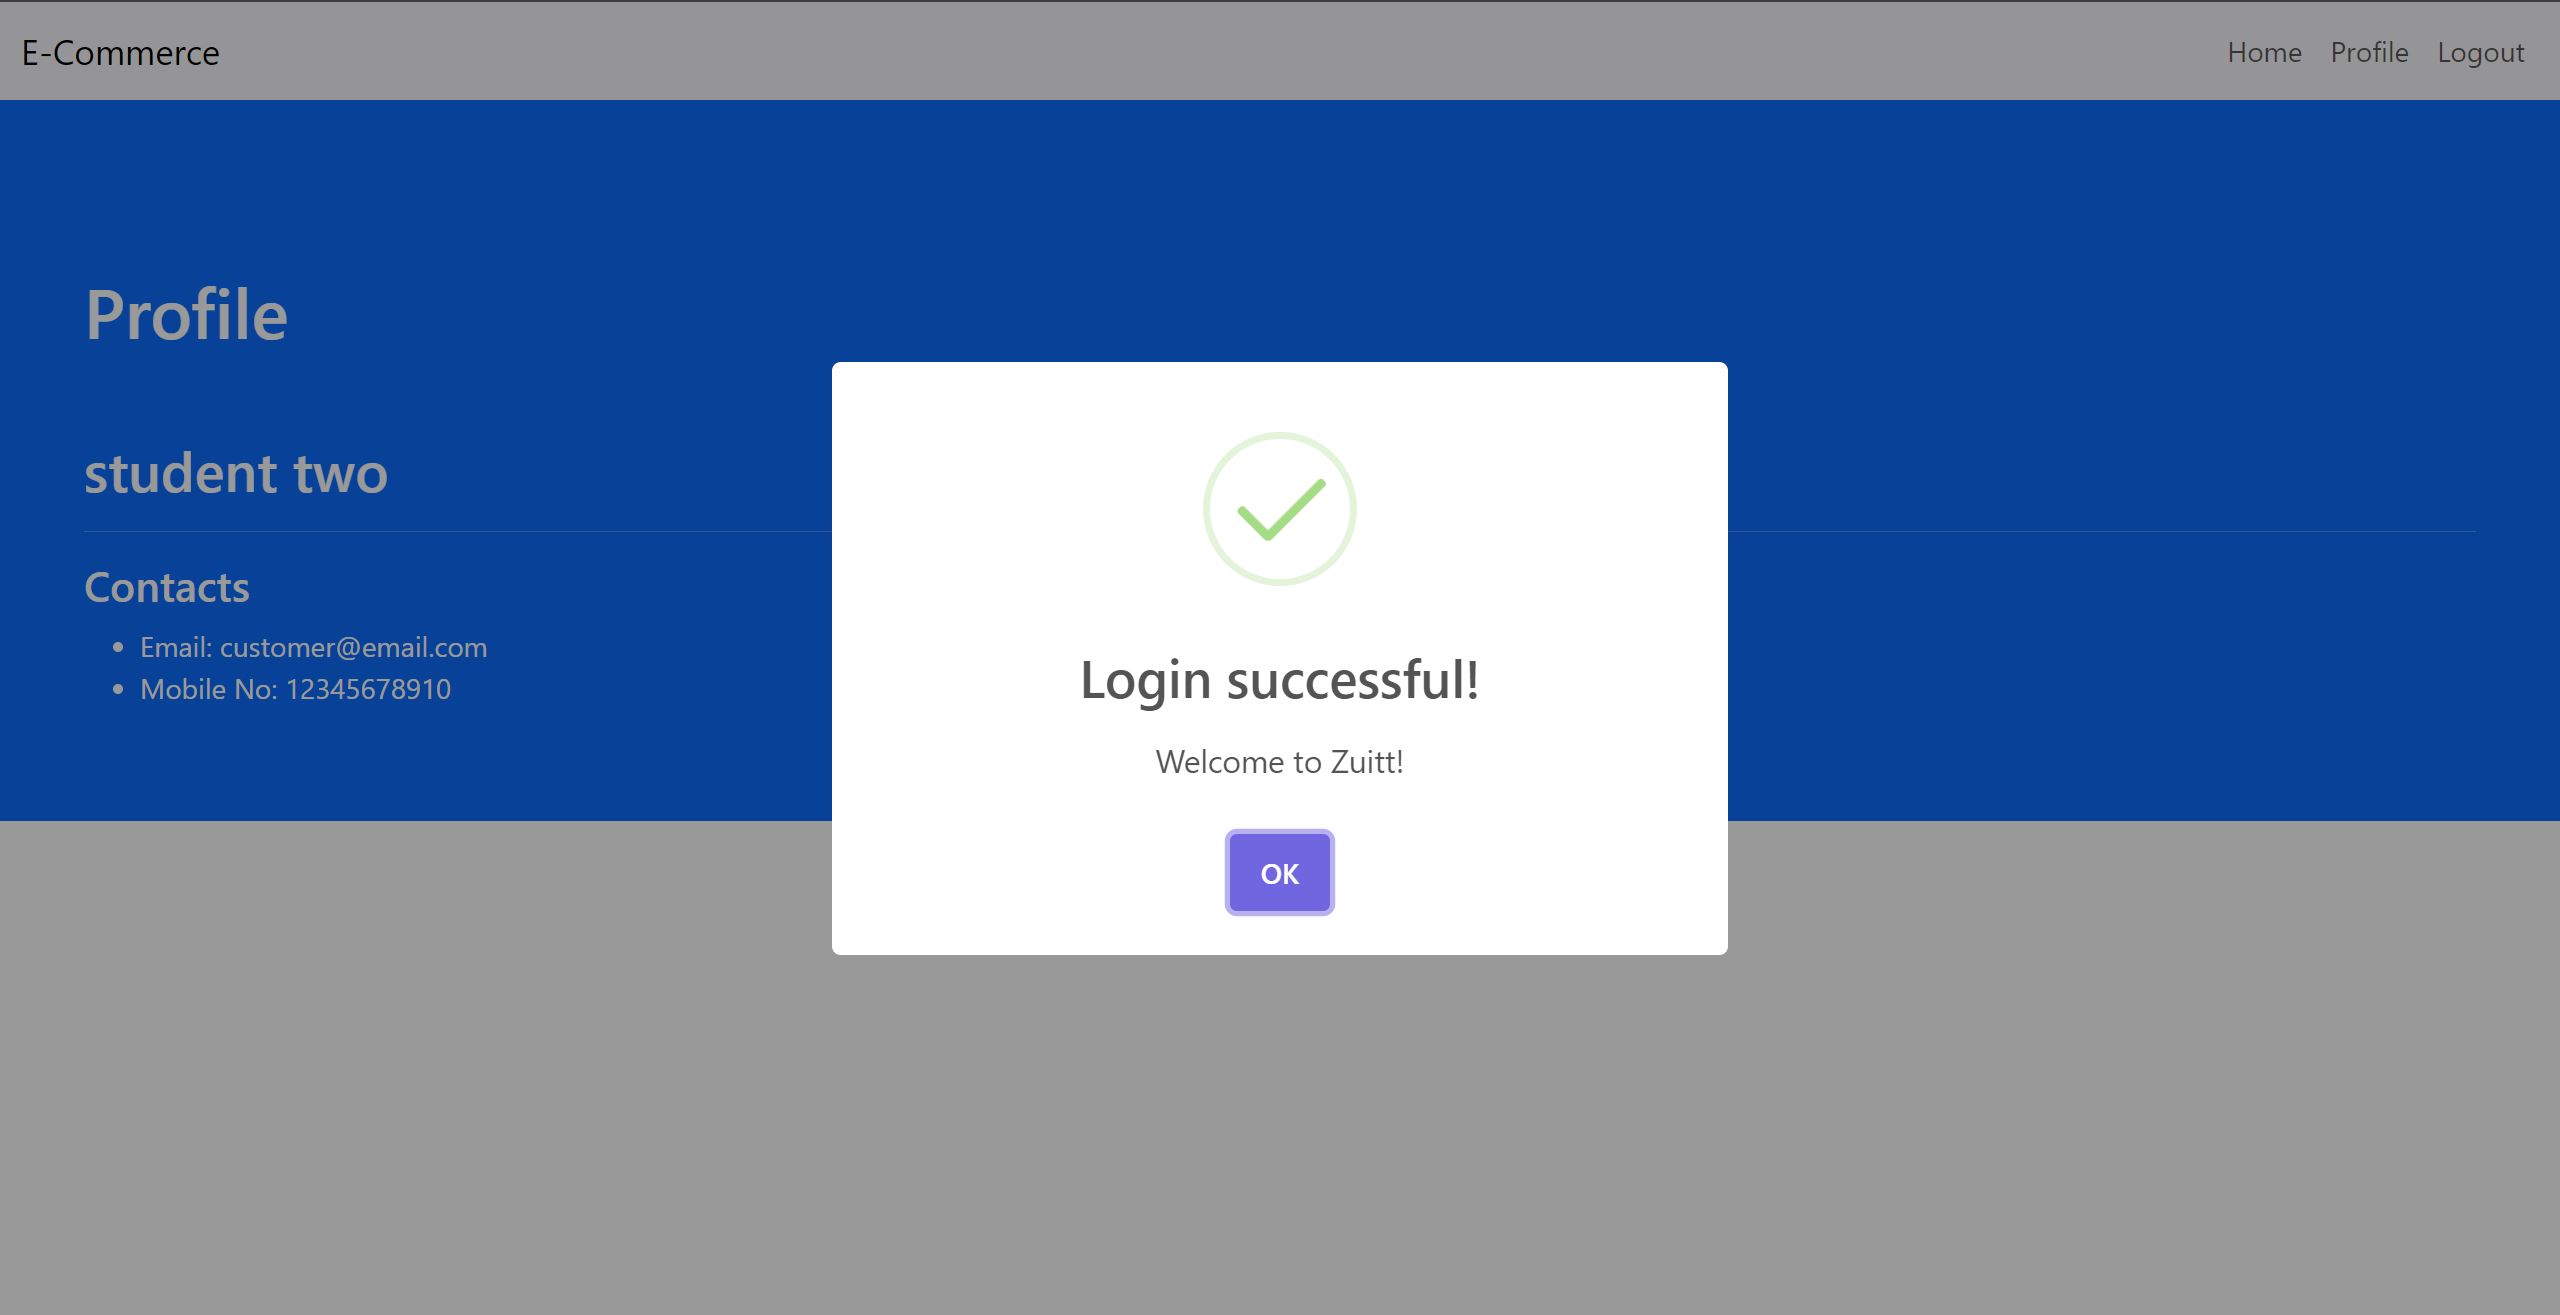 E-Commerce
Home Profile Logout
Profile
student two
Contacts
Email: customer@email.com
Mobile No: 12345678910
Login successful!
Welcome to Zuitt!
OK